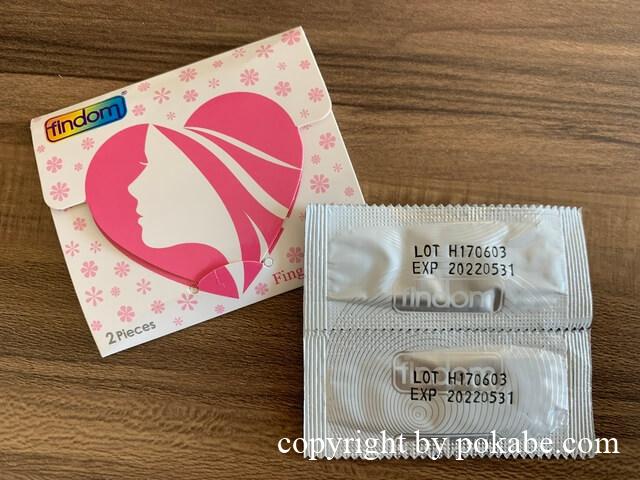 findom
Fing
2 Pieces
LOT H170603
EXP 20220531
findom
findom
LOT H170603
EXP 20220531
copyright by pokabe.com